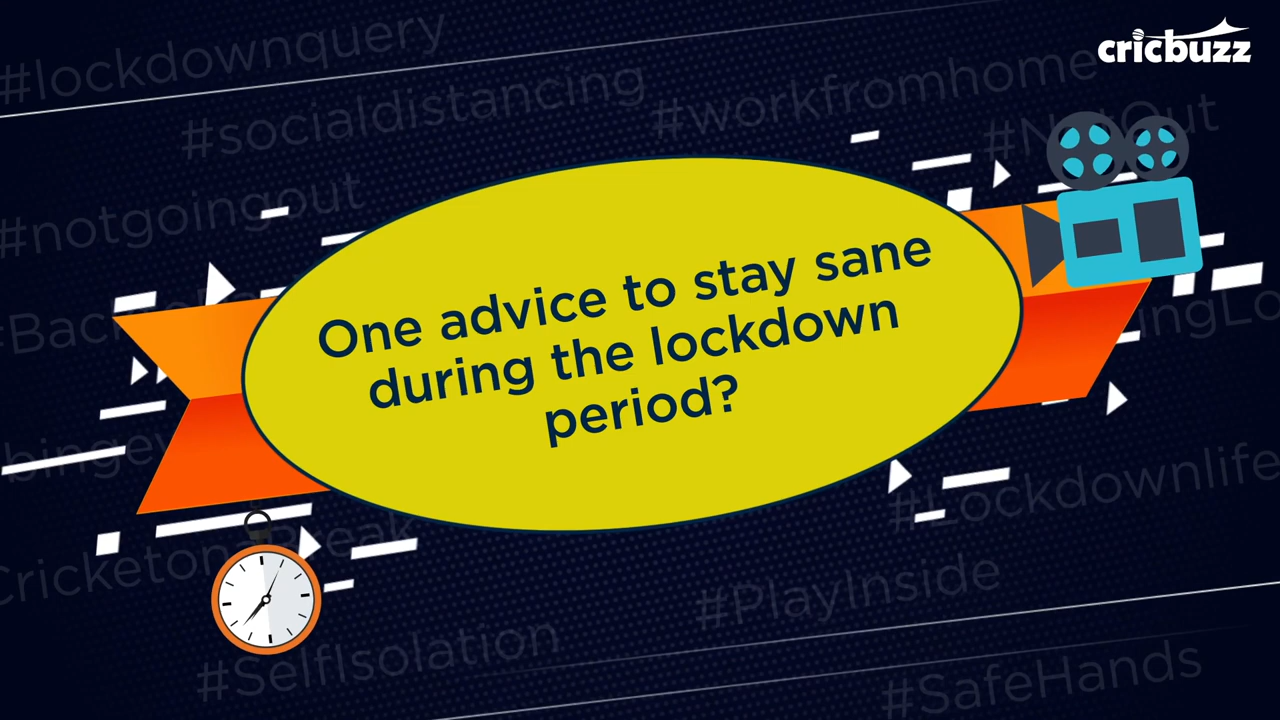 #lockdownquery
cricbuzz
#socialdistancing
#workfromhome
#notgoingout
One advice to stay sane
during the lockdown
period?
#Lockdownlife
#PlayInside
#SelfIsolation
#SafeHands